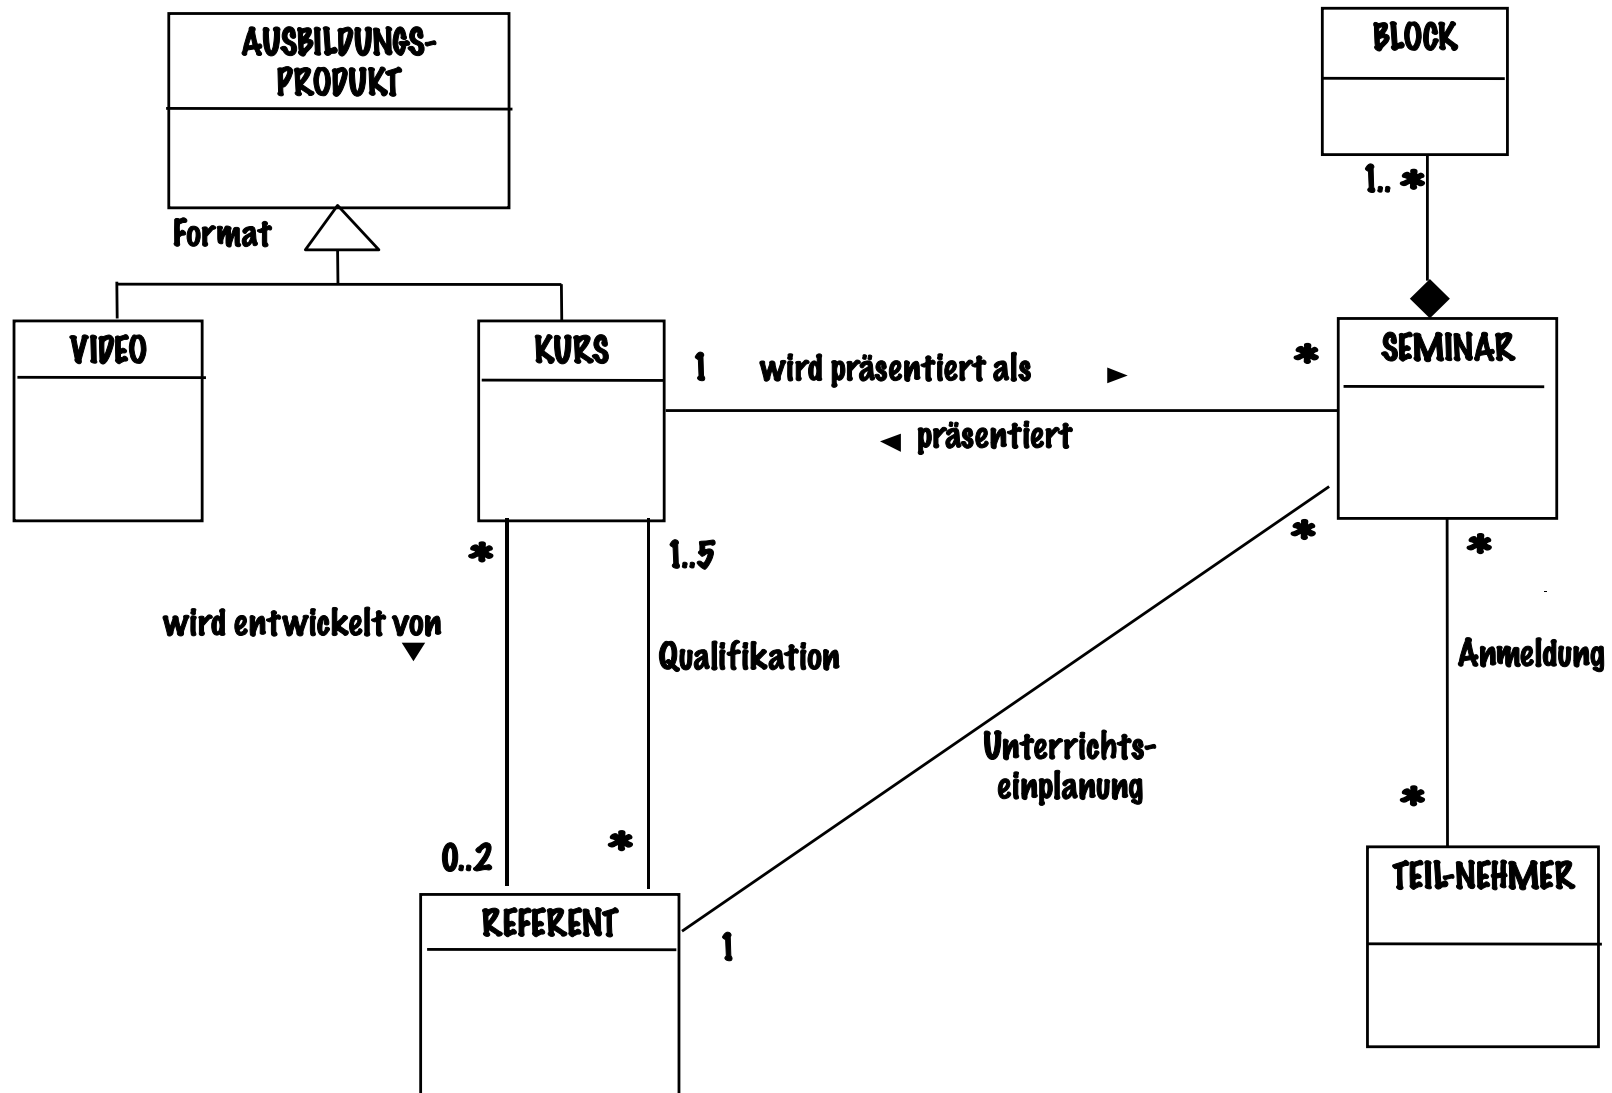 AUSBILDUNGS-
PRODUKT
BLOCK
1.. *
Format
VIDEO
KURS
SEMINAR
1 wird präsentiert als *
präsentiert
*
1..5
*
*
wird entwickelt von
Qualifikation
Anmeldung
Unterrichts-
einplanung
*
0..2
*
TEIL-NEHMER
REFERENT
1